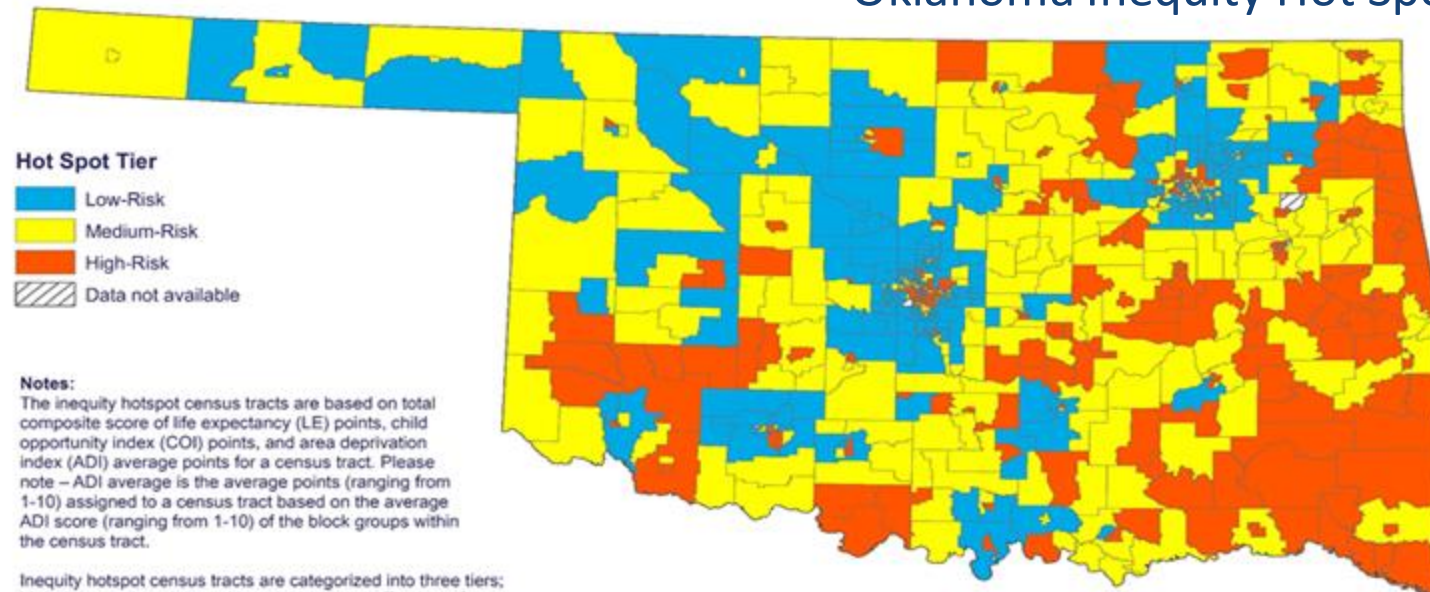 Oklahoma Inequity Hot Spo
Hot Spot Tier
Low-Risk
Medium-Risk
High-Risk
Data not available
Notes:
The inequity hotspot census tracts are based on total
composite score of life expectancy (LE) points, child
opportunity index (COI) points, and area deprivation
index (ADI) average points for a census tract. Please
note – ADI average is the average points (ranging from
1-10) assigned to a census tract based on the average
ADI score (ranging from 1-10) of the block groups within
the census tract.
Inequity hotspot census tracts are categorized into three tiers;